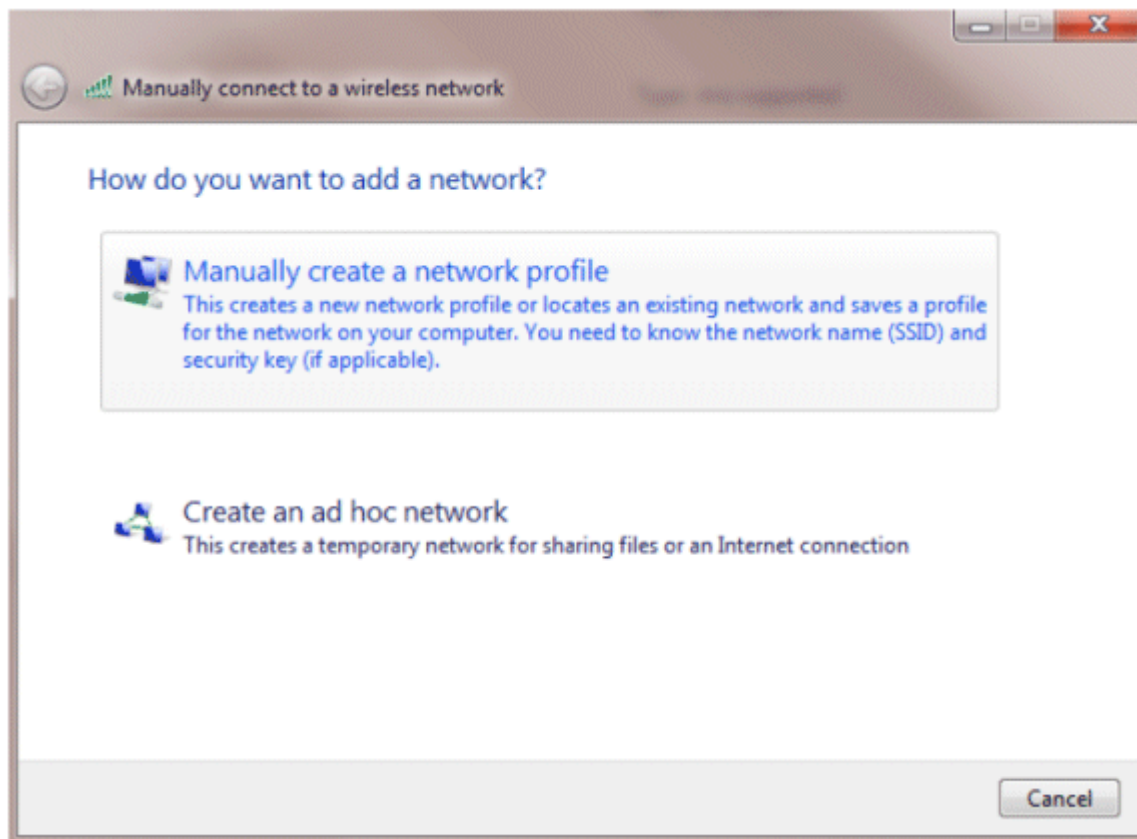 Manually connect to a wireless network
How do you want to add a network?
Manually create a network profile
This creates a new network profile or locates an existing network and saves a profile
for the network on your computer. You need to know the network name (SSID) and
security key (if applicable).
Create an ad hoc network
This creates a temporary network for sharing files or an Internet connection
Cancel